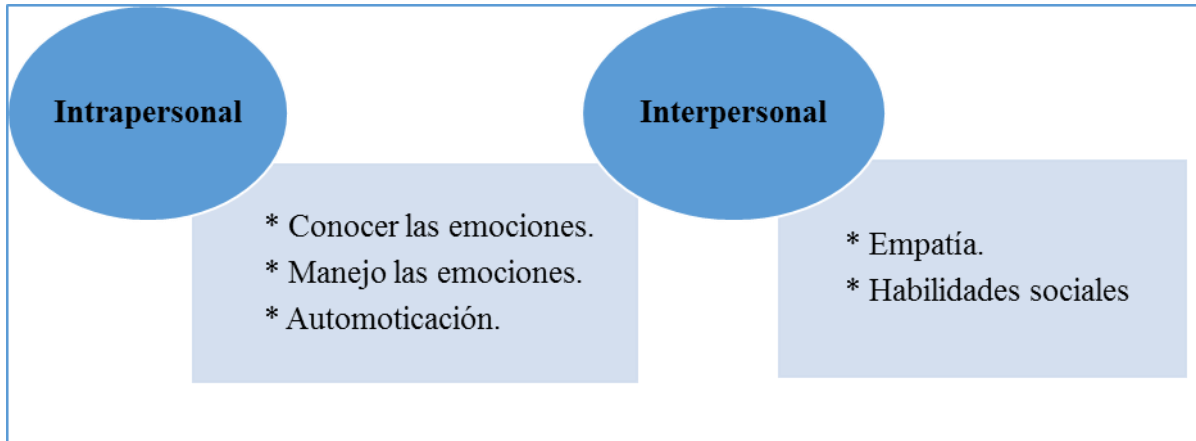 Intrapersonal
* Conocer las emociones.
* Manejo las emociones.
* Automoticación.
Interpersonal
* Empatía.
* Habilidades sociales